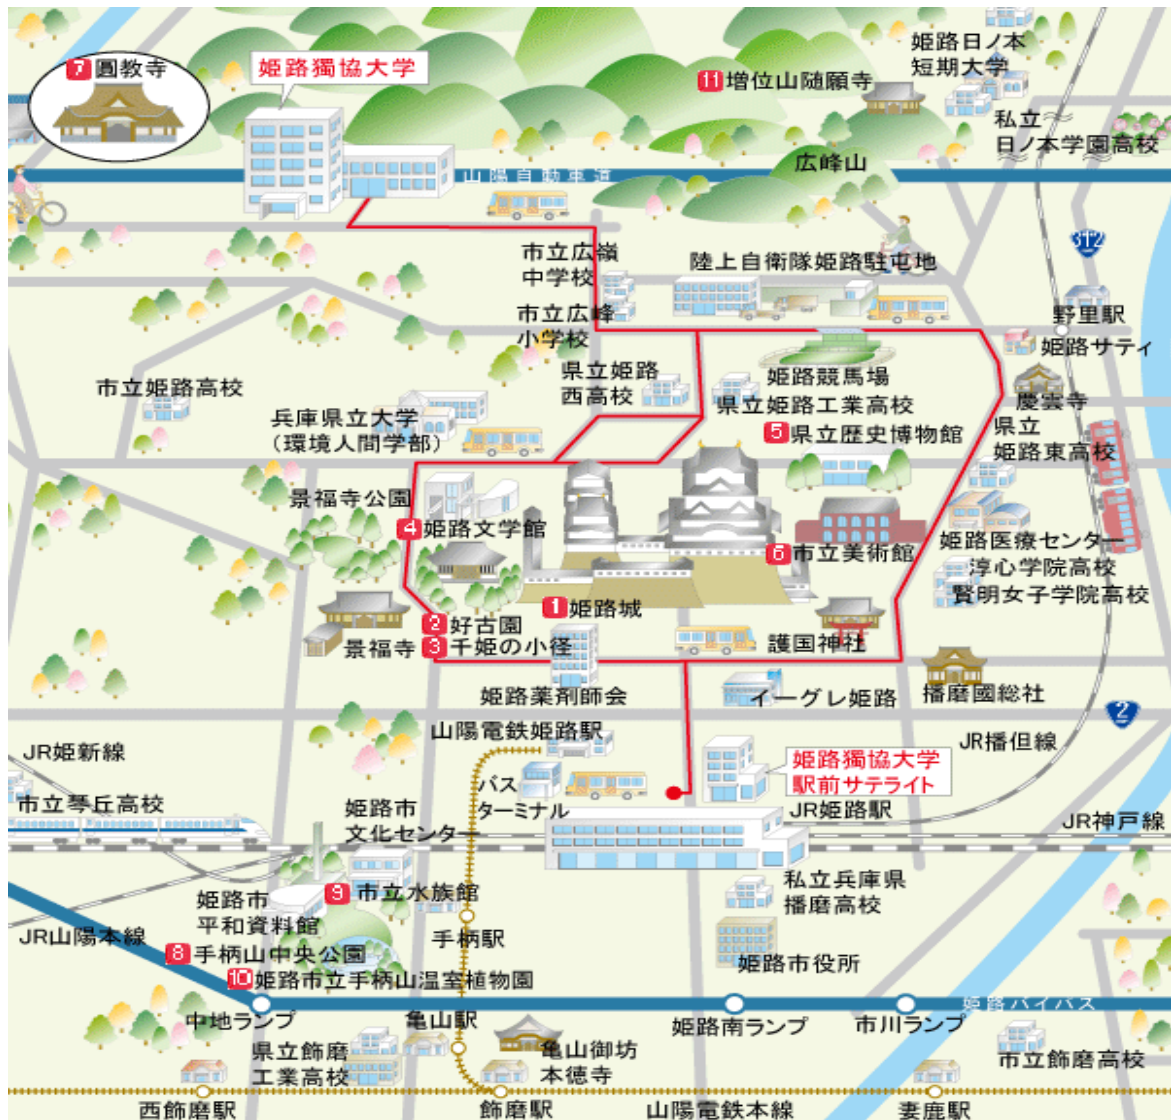 7 圓教寺
姫路獨協大学
11 増位山随願寺
姫路日ノ本
短期大学
私立
日ノ本学園高校
広峰山
山陽自動車道
312
市立広嶺
中学校
陸上自衛隊姫路駐屯地
市立広峰
小学校
野里駅
姫路サティ
県立姫路
西高校
姫路競馬場
慶雲寺
市立姫路高校
県立姫路工業高校
兵庫県立大学
（環境人間学部）
5 県立歴史博物館
県立
姫路東高校
景福寺公園
4 姫路文学館
6 市立美術館
姫路医療センター
淳心学院高校
賢明女子学院高校
1 姫路城
2 好古園
3 千姫の小径
景福寺
護国神社
姫路薬剤師会
イーグレ姫路
播磨國総社
2
山陽電鉄姫路駅
JR播但線
JR姫新線
姫路獨協大学
駅前サテライト
バス
ターミナル
市立琴丘高校
姫路市
文化センター
JR姫路駅
JR神戸線
9 市立水族館
姫路市
平和資料館
私立兵庫県
播磨高校
JR山陽本線
手柄駅
8 手柄山中央公園
姫路市役所
10 姫路市立手柄山温室植物園
中地ランプ
亀山駅
姫路南ランプ
市川ランプ
姫路バイパス
県立飾磨
工業高校
亀山御坊
本徳寺
市立飾磨高校
西飾磨駅
飾磨駅
山陽電鉄本線
妻鹿駅